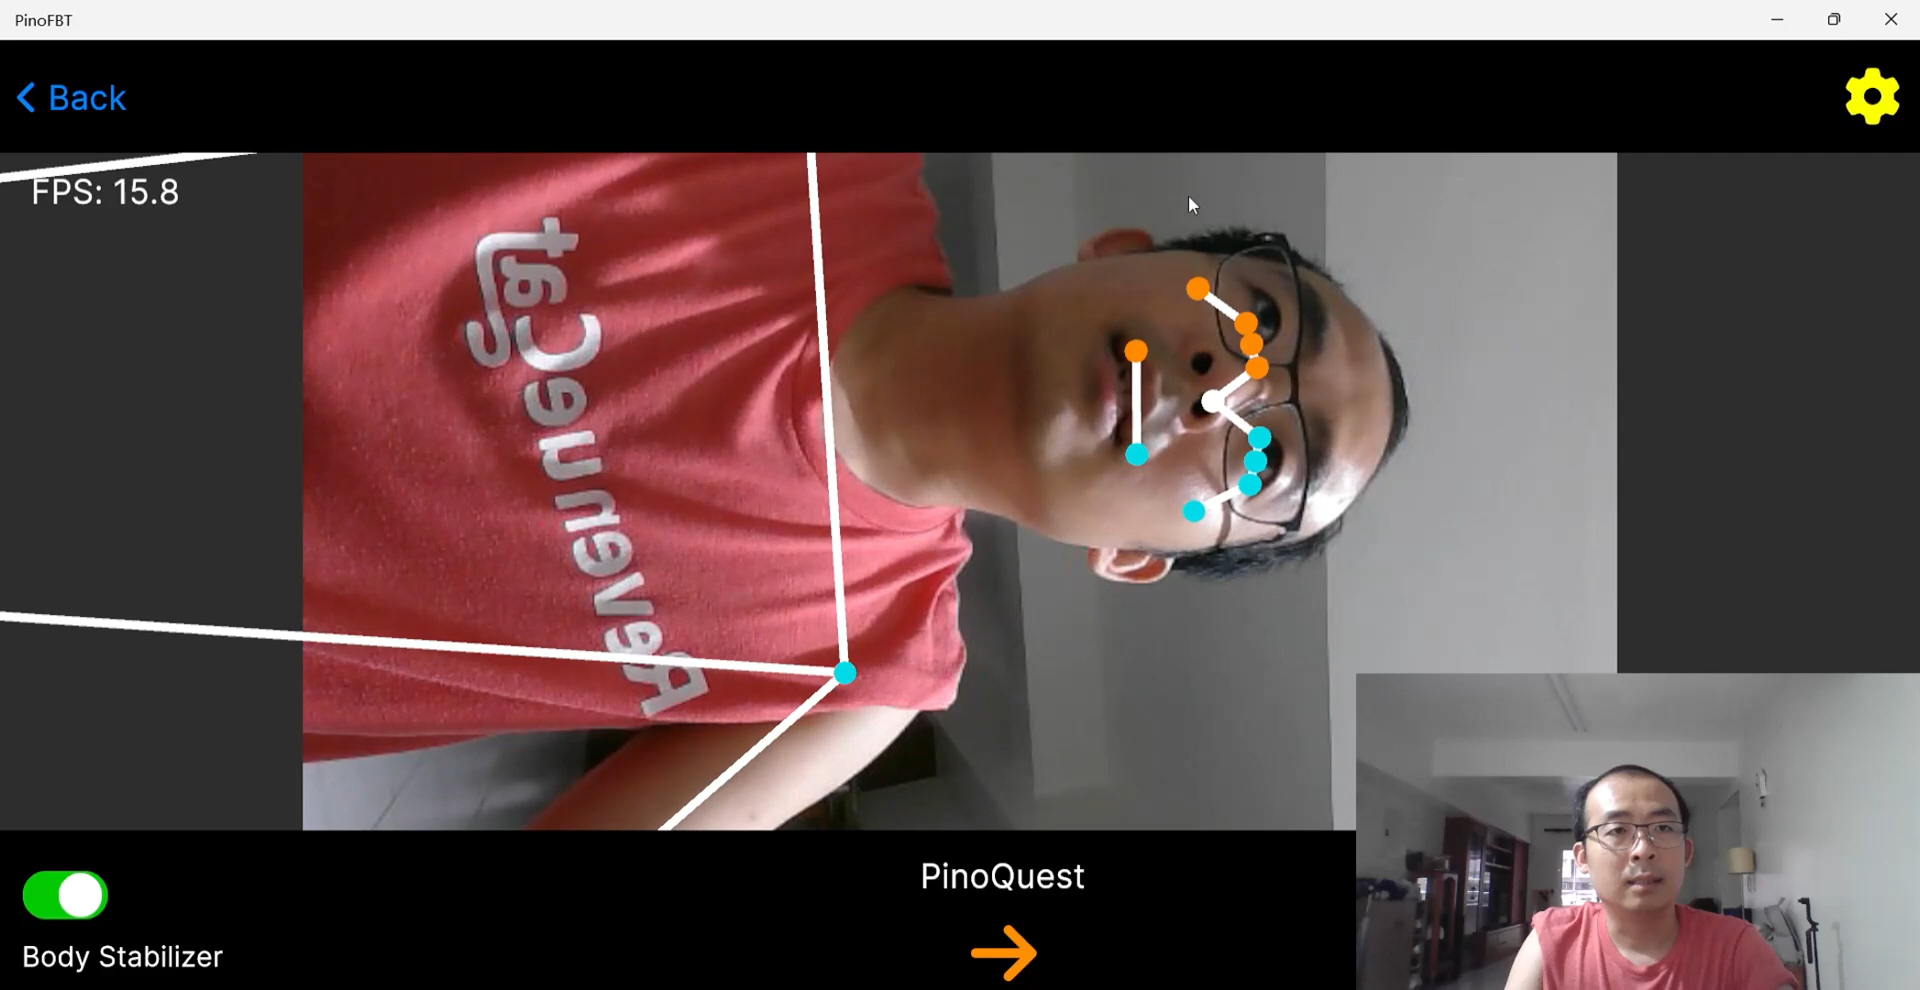 PinoFBT
Back
FPS: 15.8
RevenueCat
PinoQuest
Body Stabilizer